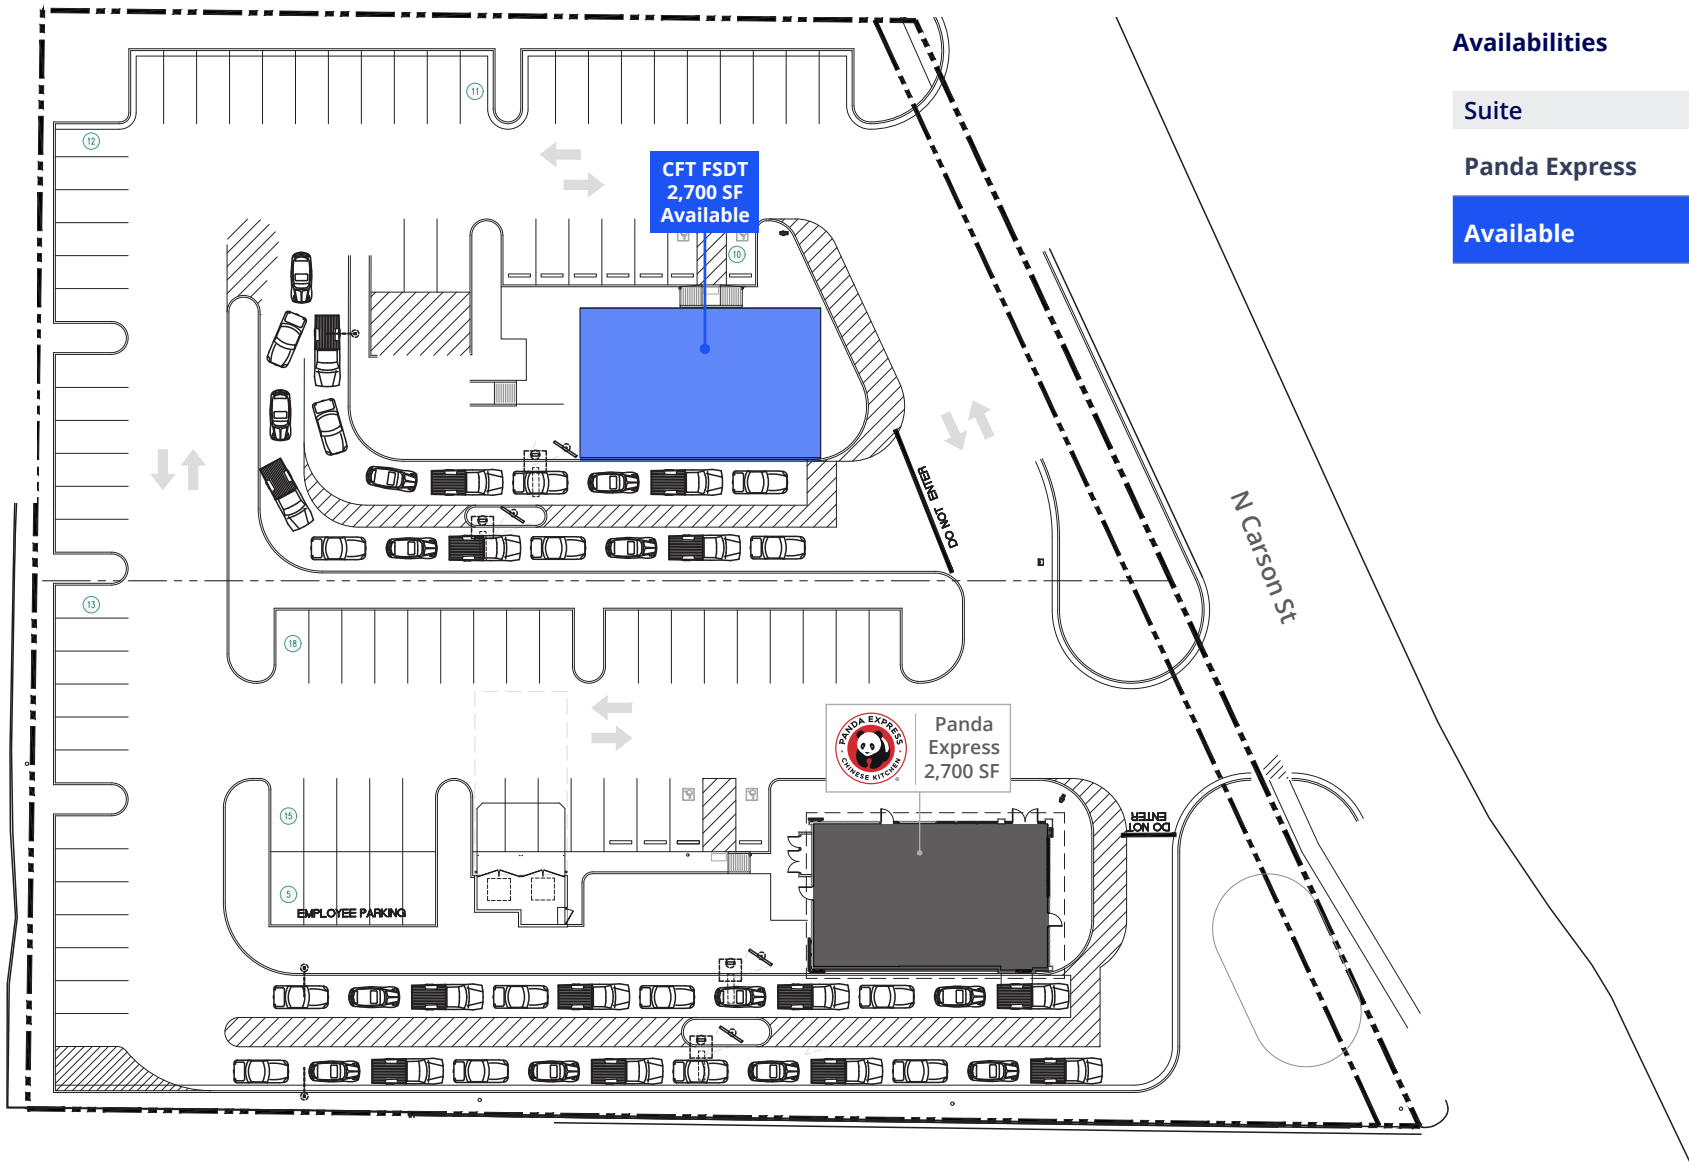 Availabilities
Suite
Panda Express
Available
11
12
CFT FSDT
2,700 SF
Available
10
DO NOT ENTER
N Carson St
13
18
PANDA EXPRESS
CHINESE KITCHEN
Panda
Express
2,700 SF
15
DO NOT
ENTER
5
EMPLOYEE PARKING